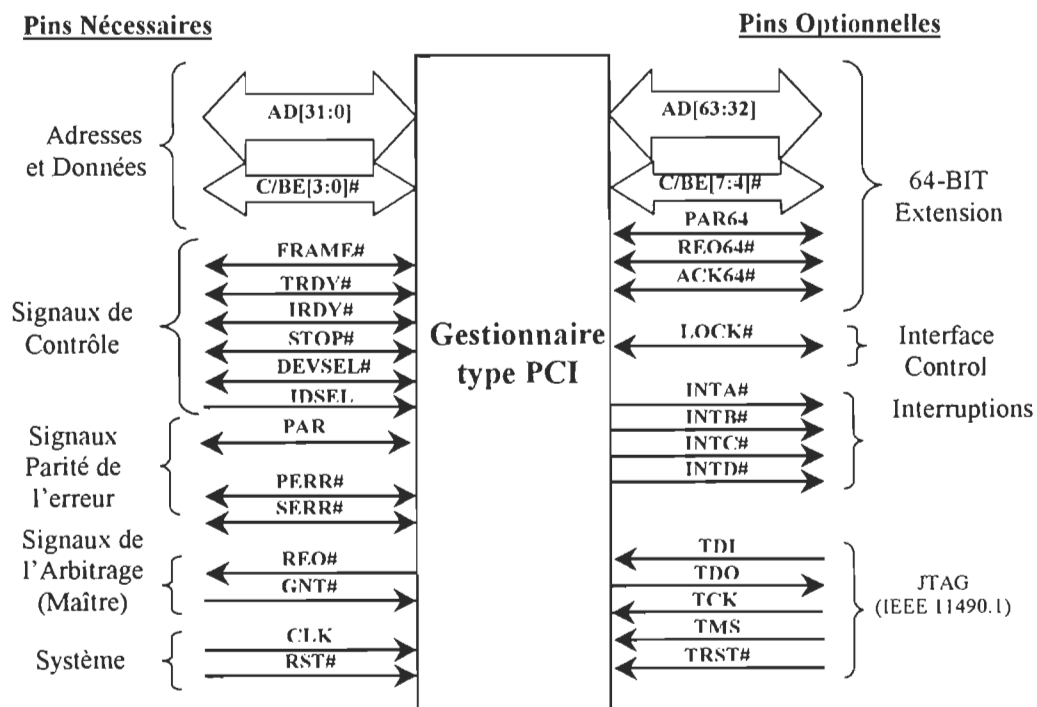 Pins Nécessaires
Adresses
et Données
AD[31:0]
C/BE[3:0]#
Signaux de
Contrôle
FRAME#
TRDY#
IRDY#
STOP#
DEVSEL#
IDSEL
Signaux
Parité de
l'erreur
PAR
PERR#
SERR#
Signaux de
l'Arbitrage
(Maître)
REO#
GNT#
Système
CLK
RST#
Gestionnaire
type PCI
Pins Optionnelles
AD[63:32]
C/BE[7:4]#
PAR64
REO64#
ACK64#
64-BIT
Extension
LOCK#
Interface
Control
INTA#
INTB#
INTC#
INTD#
Interruptions
TDI
TDO
TCK
TMS
TRST#
JTAG
(IEEE 11490.1)